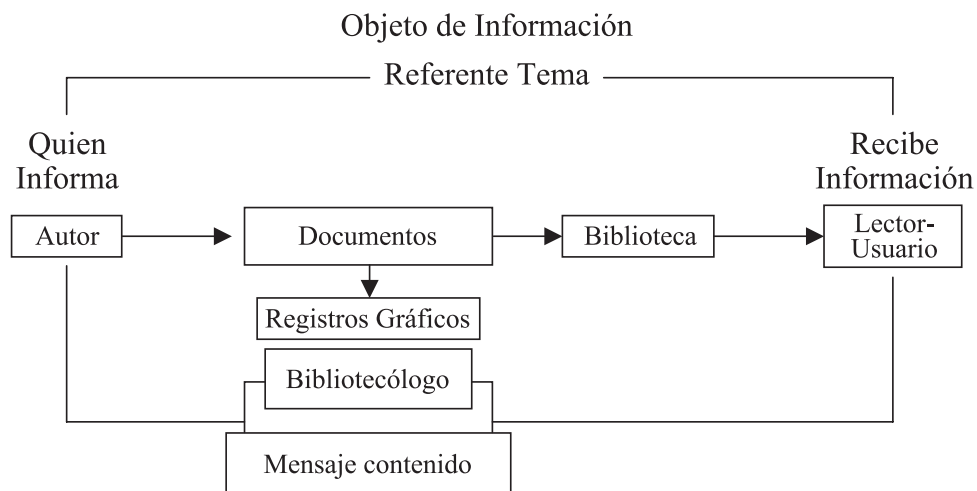 Objeto de Información
Referente Tema
Quien
Informa
Recibe
Información
Autor
Documentos
Biblioteca
Lector-
Usuario
Registros Gráficos
Bibliotecólogo
Mensaje contenido